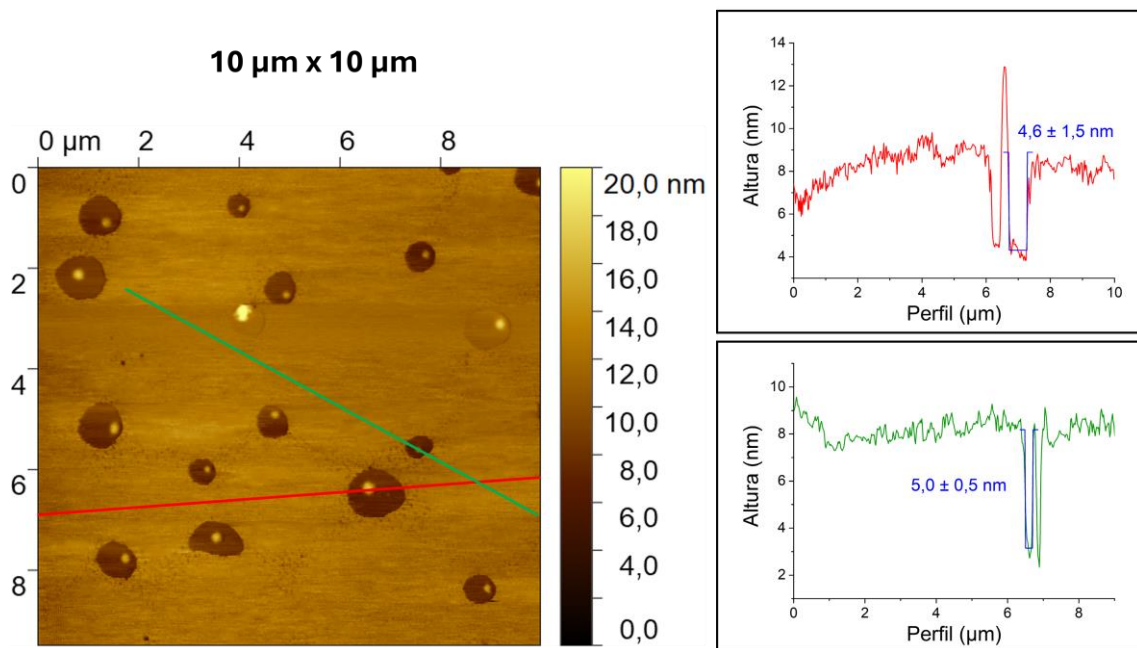 10 µm x 10 µm
0 µm 2 4 6 8
0
2
4
6
8
20,0 nm
18,0
16,0
14,0
12,0
10,0
8,0
6,0
4,0
2,0
0,0
14
12
10
8
6
4
Altura (nm)
4,6 ± 1,5 nm
0 2 4 6 8 10
Perfil (µm)
10
8
6
4
2
Altura (nm)
5,0 ± 0,5 nm
0 2 4 6 8
Perfil (µm)